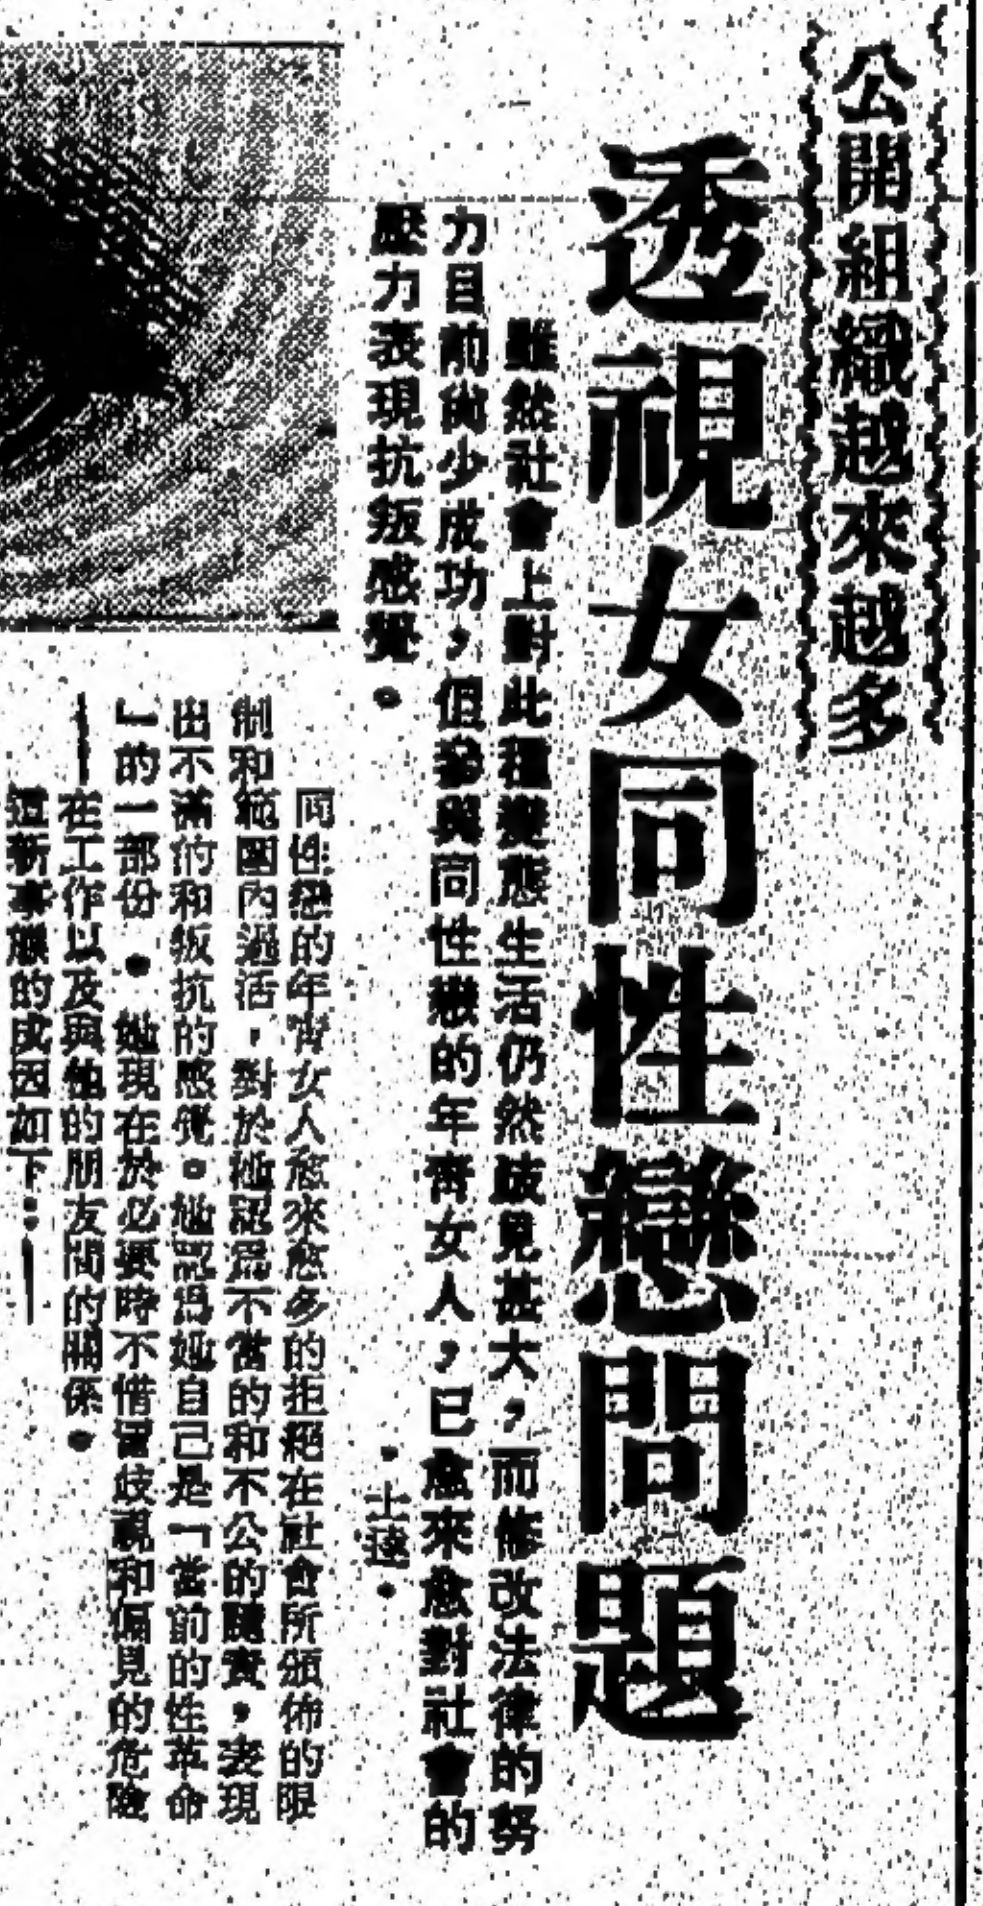 公開組織越來越多
透視女同性戀問題
雖然社會上對此種變態生活仍然歧見甚大，而修改法律的努
力目前尚少成功，但參與同性戀的年青女人，已愈來愈對社會的
壓力表現抗叛感覺。
·上達·
同性戀的年青女人愈來愈多的拒絕在社會所頒佈的限
制和範圍內過活，對於她認爲不當的和不公的譴責，表現
出不滿的和叛抗的感覺。她認爲她自己是「當前的性革命
」的一部份。她現在於必要時不惜冒歧視和偏見的危險
——在工作以及與他的朋友間的關係。
這新事態的成因如下：——